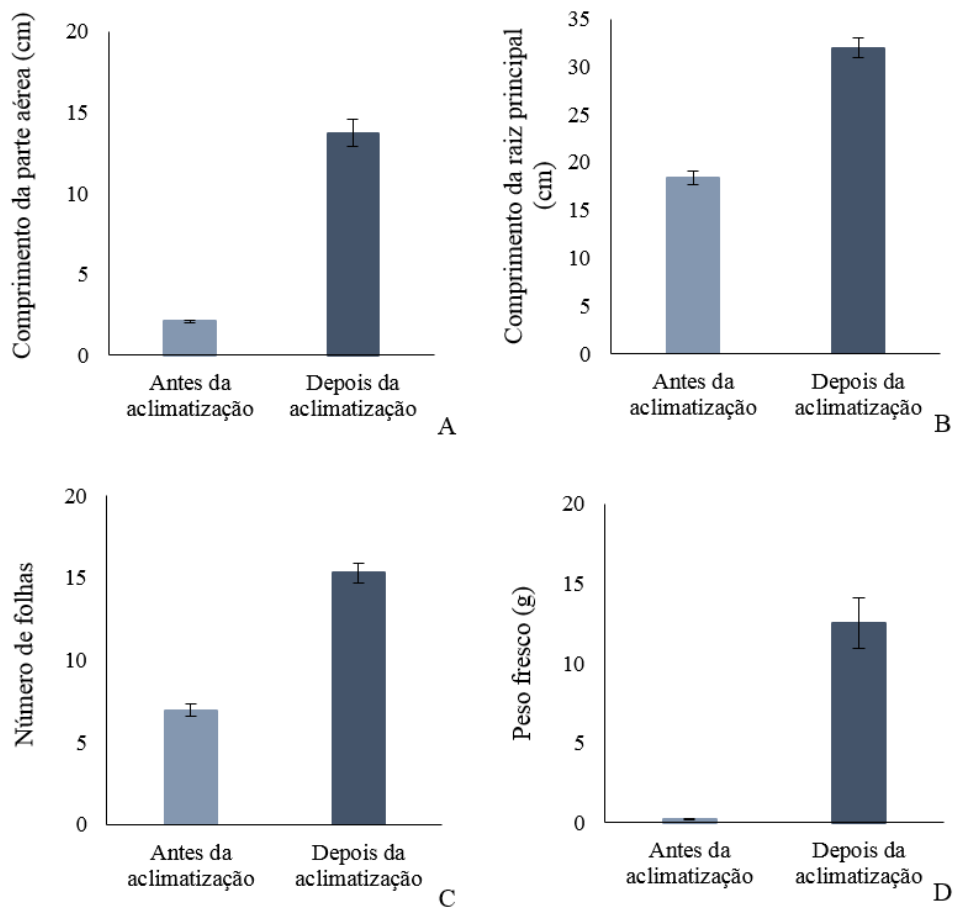 Comprimento da parte aérea (cm)
20
15
10
5
0
Antes da
aclimatização
Depois da
aclimatização
A
Comprimento da raiz principal
(cm)
35
30
25
20
15
10
5
0
Antes da
aclimatização
Depois da
aclimatização
B
Número de folhas
20
15
10
5
0
Antes da
aclimatização
Depois da
aclimatização
C
Peso fresco (g)
20
15
10
5
0
Antes da
aclimatização
Depois da
aclimatização
D